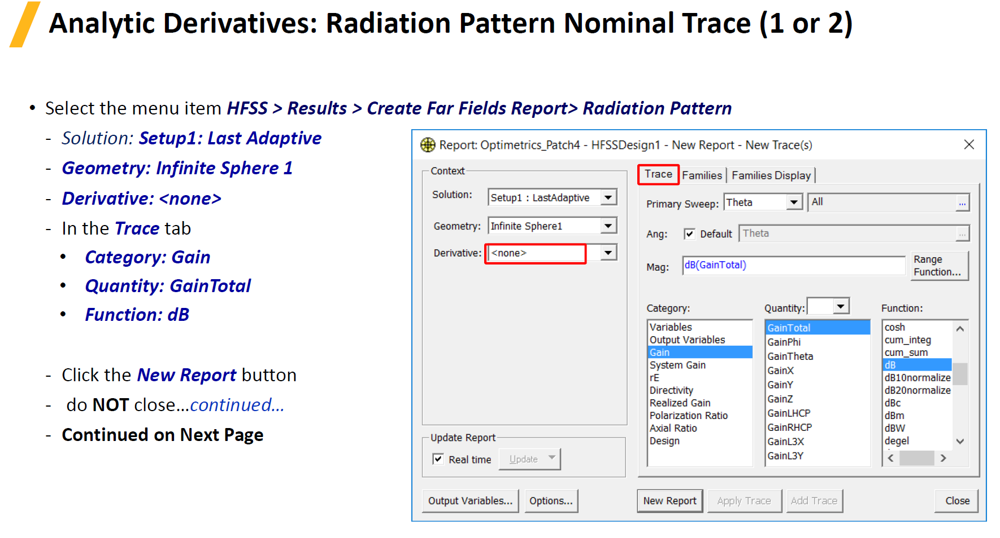 Analytic Derivatives: Radiation Pattern Nominal Trace (1 or 2)
• Select the menu item HFSS > Results > Create Far Fields Report> Radiation Pattern
- Solution: Setup1: Last Adaptive
- Geometry: Infinite Sphere 1
- Derivative: <none>
- In the Trace tab
• Category: Gain
• Quantity: GainTotal
• Function: dB
- Click the New Report button
- do NOT close...continued...
- Continued on Next Page
Report: Optimetrics_Patch4 - HFSSDesign1 - New Report - New Trace(s)
Context
Solution: Setup1 : LastAdaptive
Geometry: Infinite Sphere1
Derivative: <none>
Update Report
Real time Update
Output Variables... Options...
Trace Families Families Display
Primary Sweep: Theta All ...
Ang: Default Theta ...
Mag: dB(GainTotal)
Range
Function...
Category:
Variables
Output Variables
Gain
System Gain
rE
Directivity
Realized Gain
Polarization Ratio
Axial Ratio
Design
Quantity:
GainTotal
GainPhi
GainTheta
GainX
GainY
GainZ
GainLHCP
GainRHCP
GainL3X
GainL3Y
Function:
cosh
cum_integ
cum_sum
dB
dB10normalize
dB20normalize
dBc
dBm
dBW
degel
New Report Apply Trace Add Trace Close